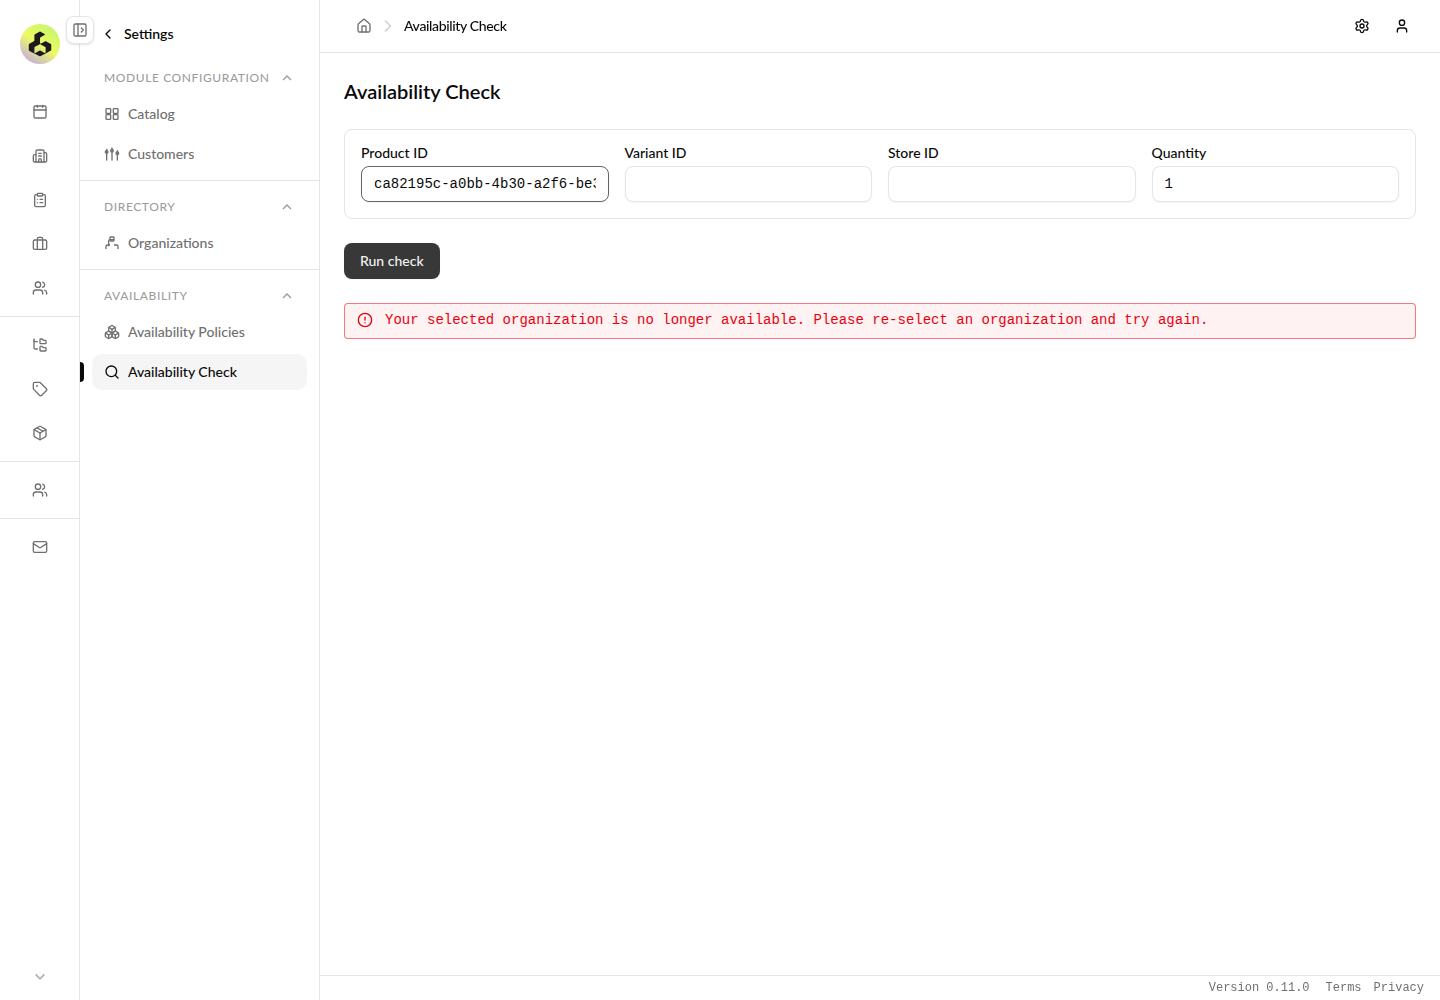 Settings
MODULE CONFIGURATION
Catalog
Customers
DIRECTORY
Organizations
AVAILABILITY
Availability Policies
Availability Check
Availability Check
Availability Check
Product ID
Variant ID
Store ID
Quantity
ca82195c-a0bb-4b30-a2f6-be3
1
Run check
Your selected organization is no longer available. Please re-select an organization and try again.
Version 0.11.0
Terms
Privacy